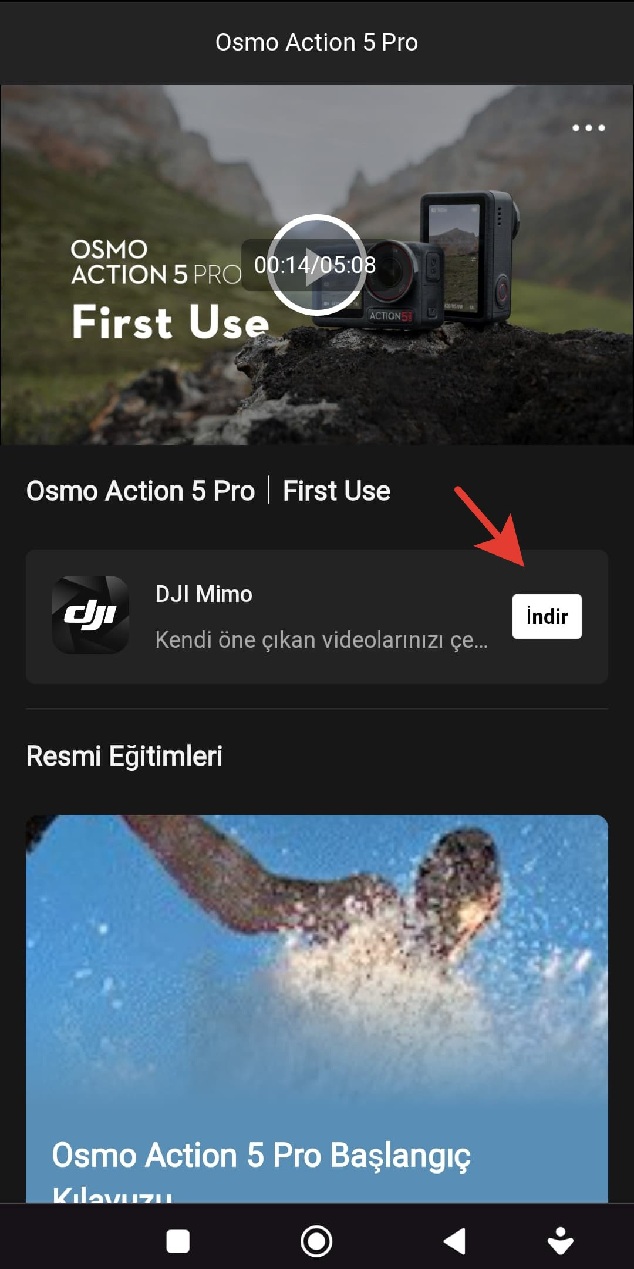 Osmo Action 5 Pro
OSMO
ACTION 5 PRO
First Use
00:14/05:08
ACTION 5
Osmo Action 5 Pro | First Use
dji
DJI Mimo
Kendi öne çıkan videolarınızı çe...
İndir
Resmi Eğitimleri
Osmo Action 5 Pro Başlangıç
Kılavuzu